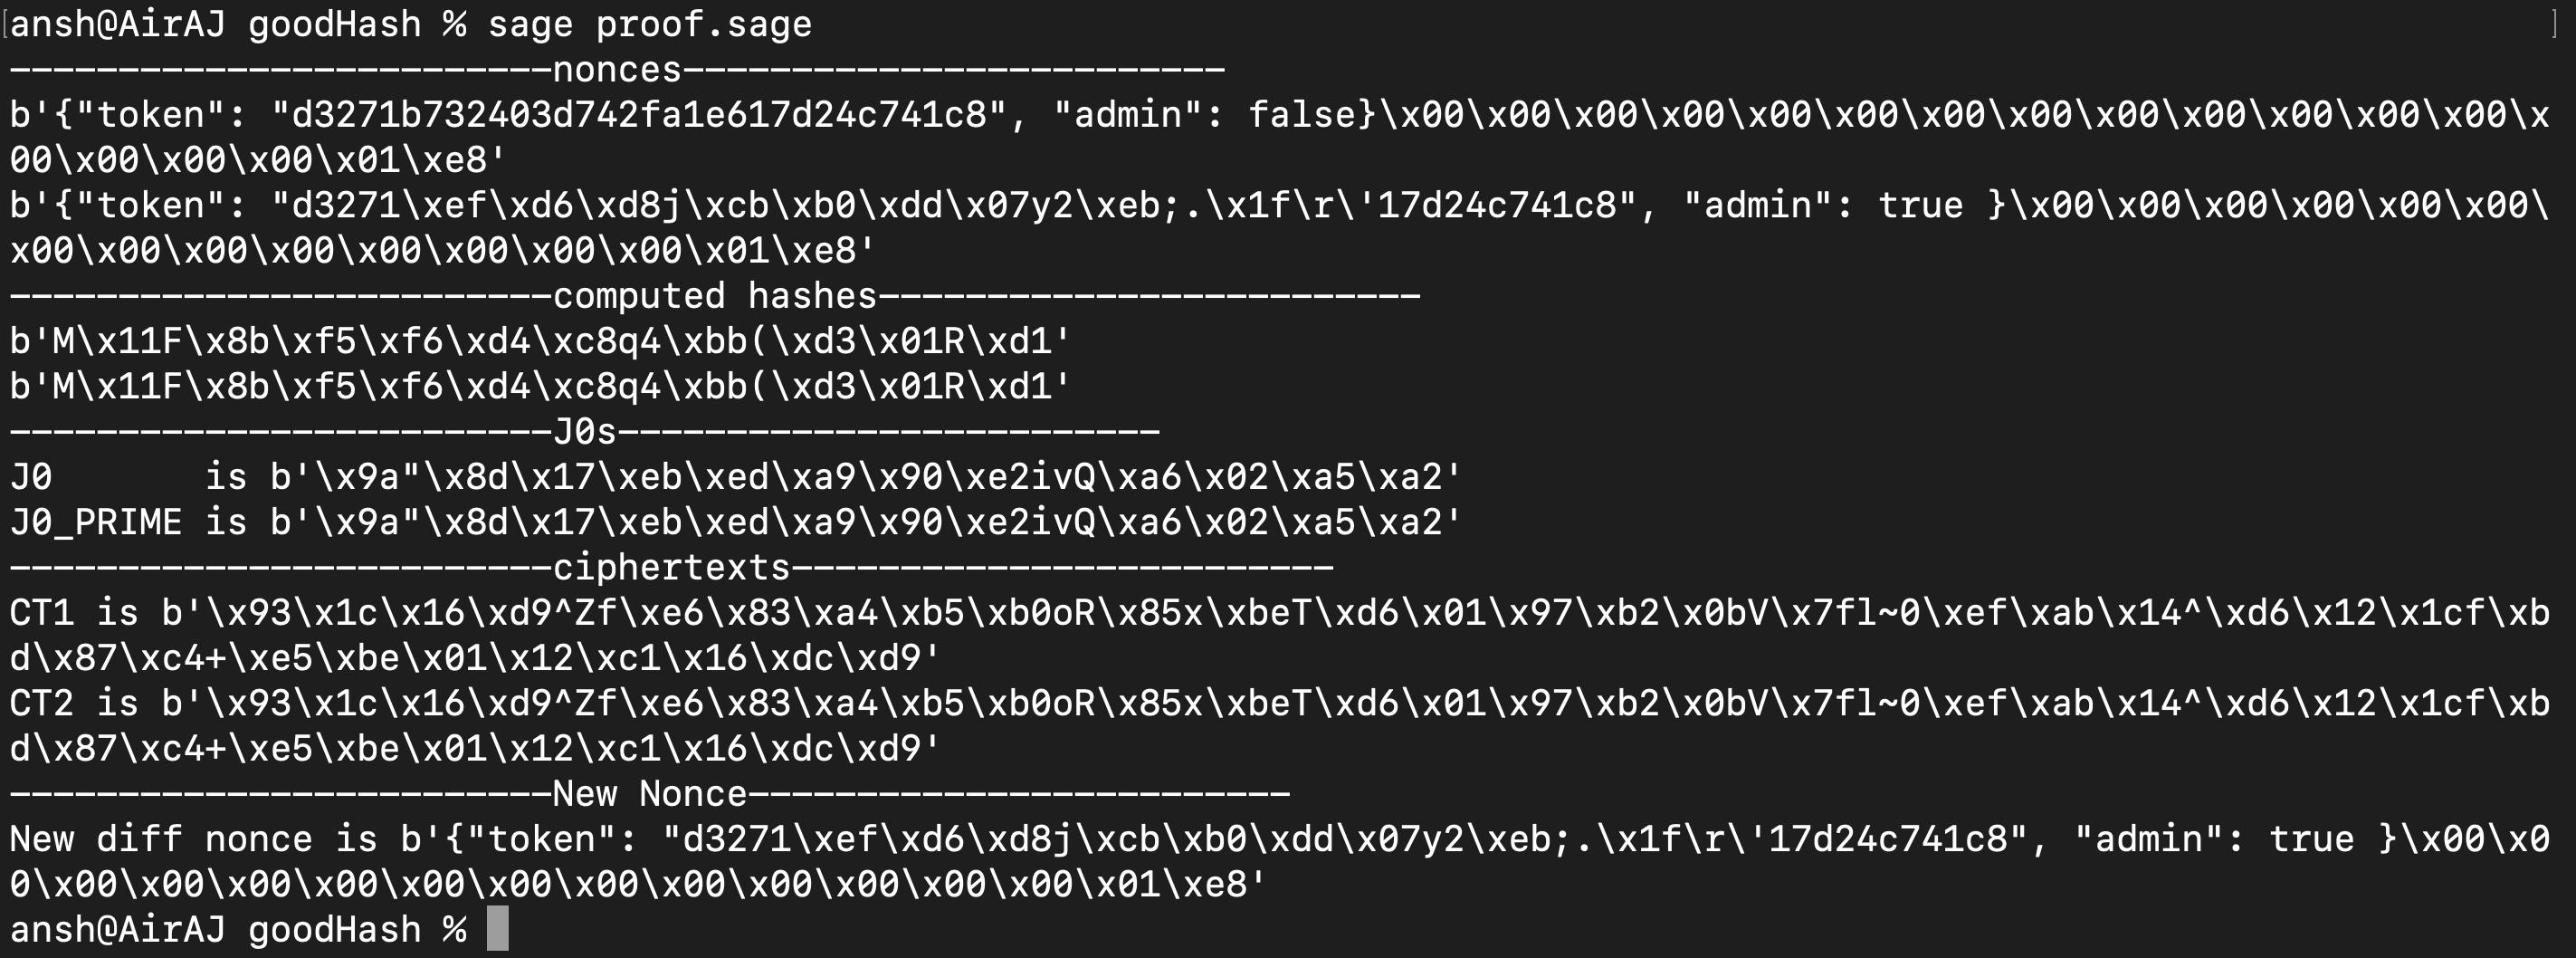 [ansh@AirAJ goodHash % sage proof.sage ]
-------------------------nonces-------------------------
b'{"token": "d3271b732403d742fa1e617d24c741c8", "admin": false}\x00\x00\x00\x00\x00\x00\x00\x00\x00\x00\x00\x00\x00\x
00\x00\x00\x00\x01\xe8'
b'{"token": "d3271\xef\xd6\xd8j\xcb\xb0\xdd\x07y2\xeb;.\x1f\r\'17d24c741c8", "admin": true }\x00\x00\x00\x00\x00\x00\
x00\x00\x00\x00\x00\x00\x00\x00\x01\xe8'
-------------------------computed hashes-------------------------
b'M\x11F\x8b\xf5\xf6\xd4\xc8q4\xbb(\xd3\x01R\xd1'
b'M\x11F\x8b\xf5\xf6\xd4\xc8q4\xbb(\xd3\x01R\xd1'
-------------------------J0s-------------------------
J0       is b'\x9a"\x8d\x17\xeb\xed\xa9\x90\xe2ivQ\xa6\x02\xa5\xa2'
J0_PRIME is b'\x9a"\x8d\x17\xeb\xed\xa9\x90\xe2ivQ\xa6\x02\xa5\xa2'
-------------------------ciphertexts-------------------------
CT1 is b'\x93\x1c\x16\xd9^Zf\xe6\x83\xa4\xb5\xb0oR\x85x\xbeT\xd6\x01\x97\xb2\x0bV\x7fl~0\xef\xab\x14^\xd6\x12\x1cf\xb
d\x87\xc4+\xe5\xbe\x01\x12\xc1\x16\xdc\xd9'
CT2 is b'\x93\x1c\x16\xd9^Zf\xe6\x83\xa4\xb5\xb0oR\x85x\xbeT\xd6\x01\x97\xb2\x0bV\x7fl~0\xef\xab\x14^\xd6\x12\x1cf\xb
d\x87\xc4+\xe5\xbe\x01\x12\xc1\x16\xdc\xd9'
-------------------------New Nonce-------------------------
New diff nonce is b'{"token": "d3271\xef\xd6\xd8j\xcb\xb0\xdd\x07y2\xeb;.\x1f\r\'17d24c741c8", "admin": true }\x00\x0
0\x00\x00\x00\x00\x00\x00\x00\x00\x00\x00\x00\x00\x01\xe8'
ansh@AirAJ goodHash %